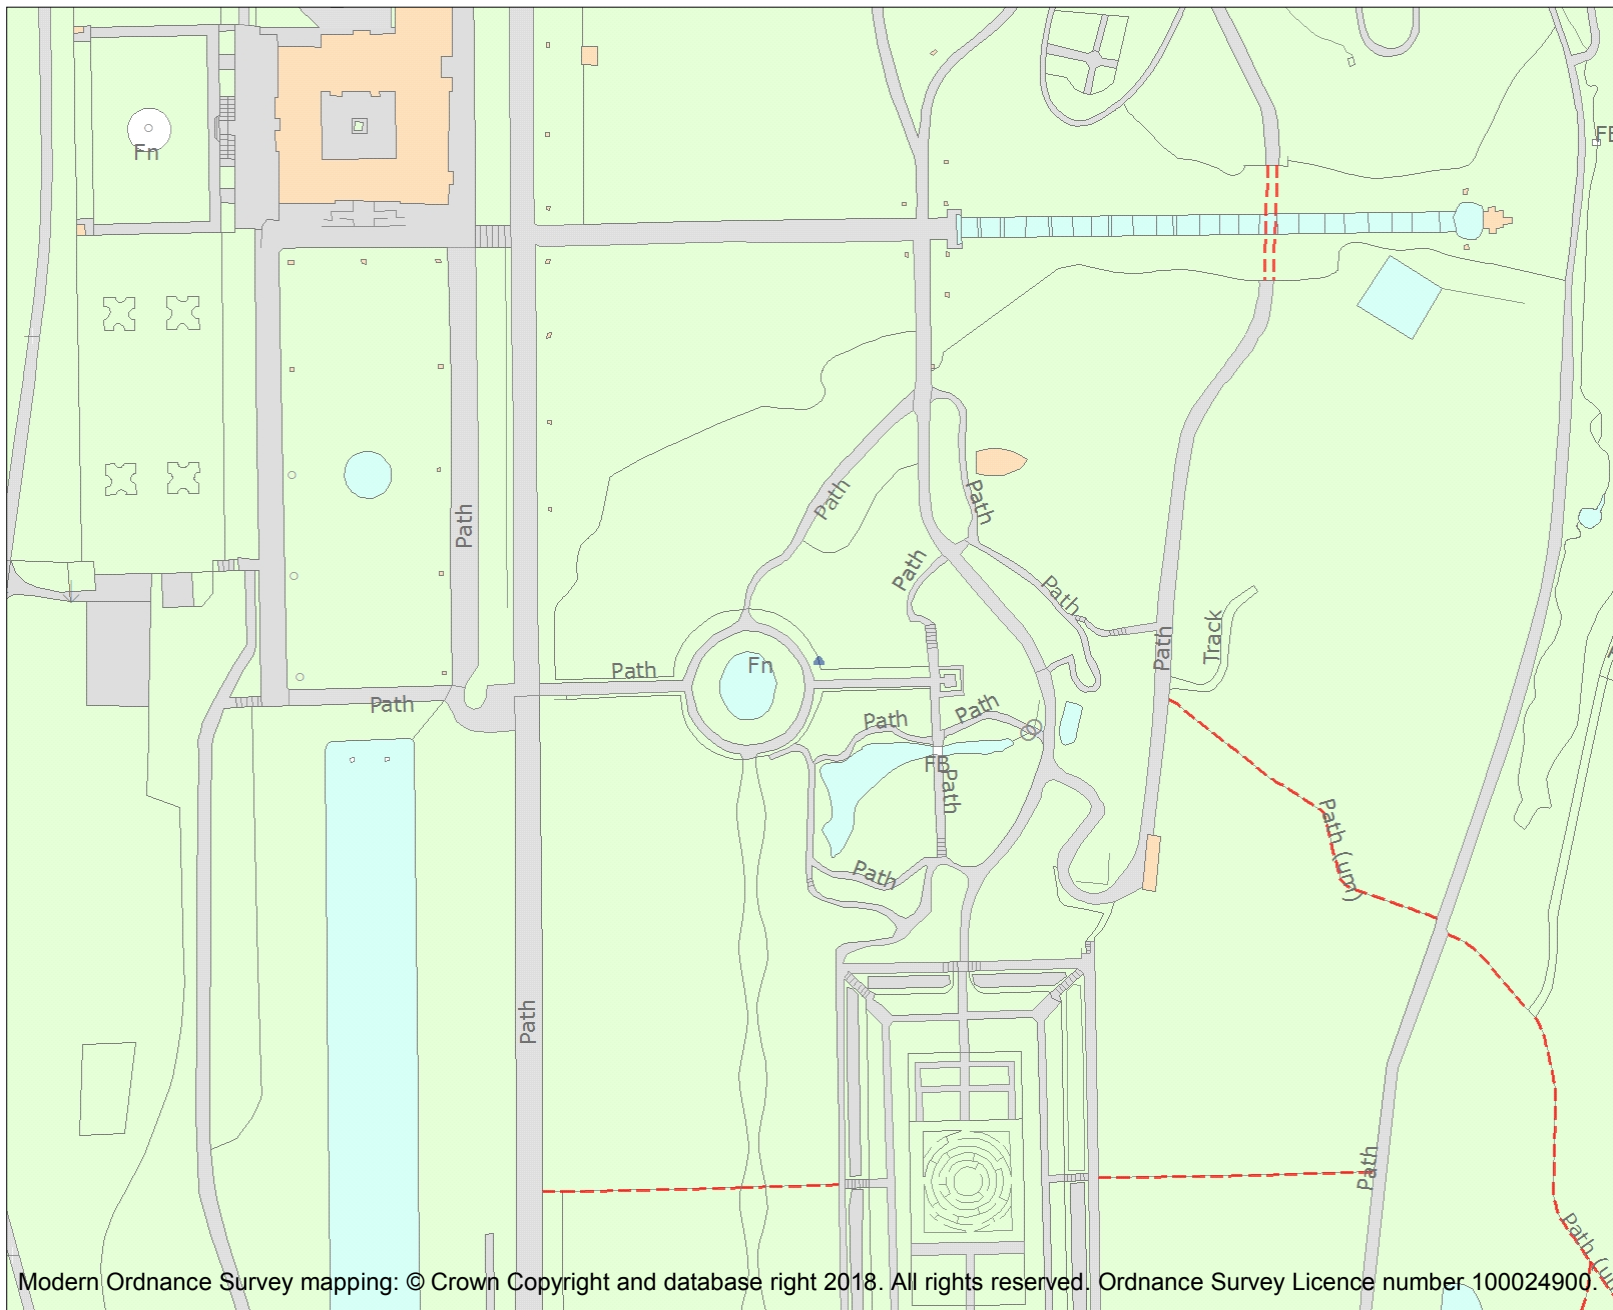 FB
Fn
Path
Path
Path
Path
Path
Path
Track
Fn
Path
Path
Path
Path
FB
Path
Path (um)
Path
Path
Path
Path (u
Modern Ordnance Survey mapping: © Crown Copyright and database right 2018. All rights reserved. Ordnance Survey Licence number 100024900.